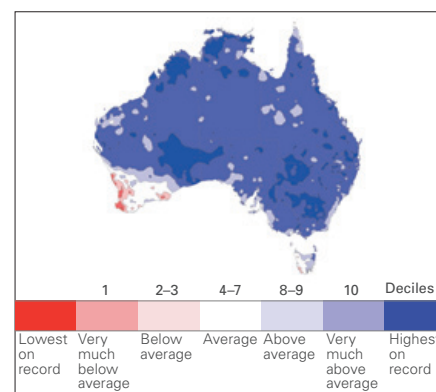 1 2–3 4–7 8–9 10 Deciles
Lowest Very Below Average Above Very Highest
on much average average much on
record below above record
average average